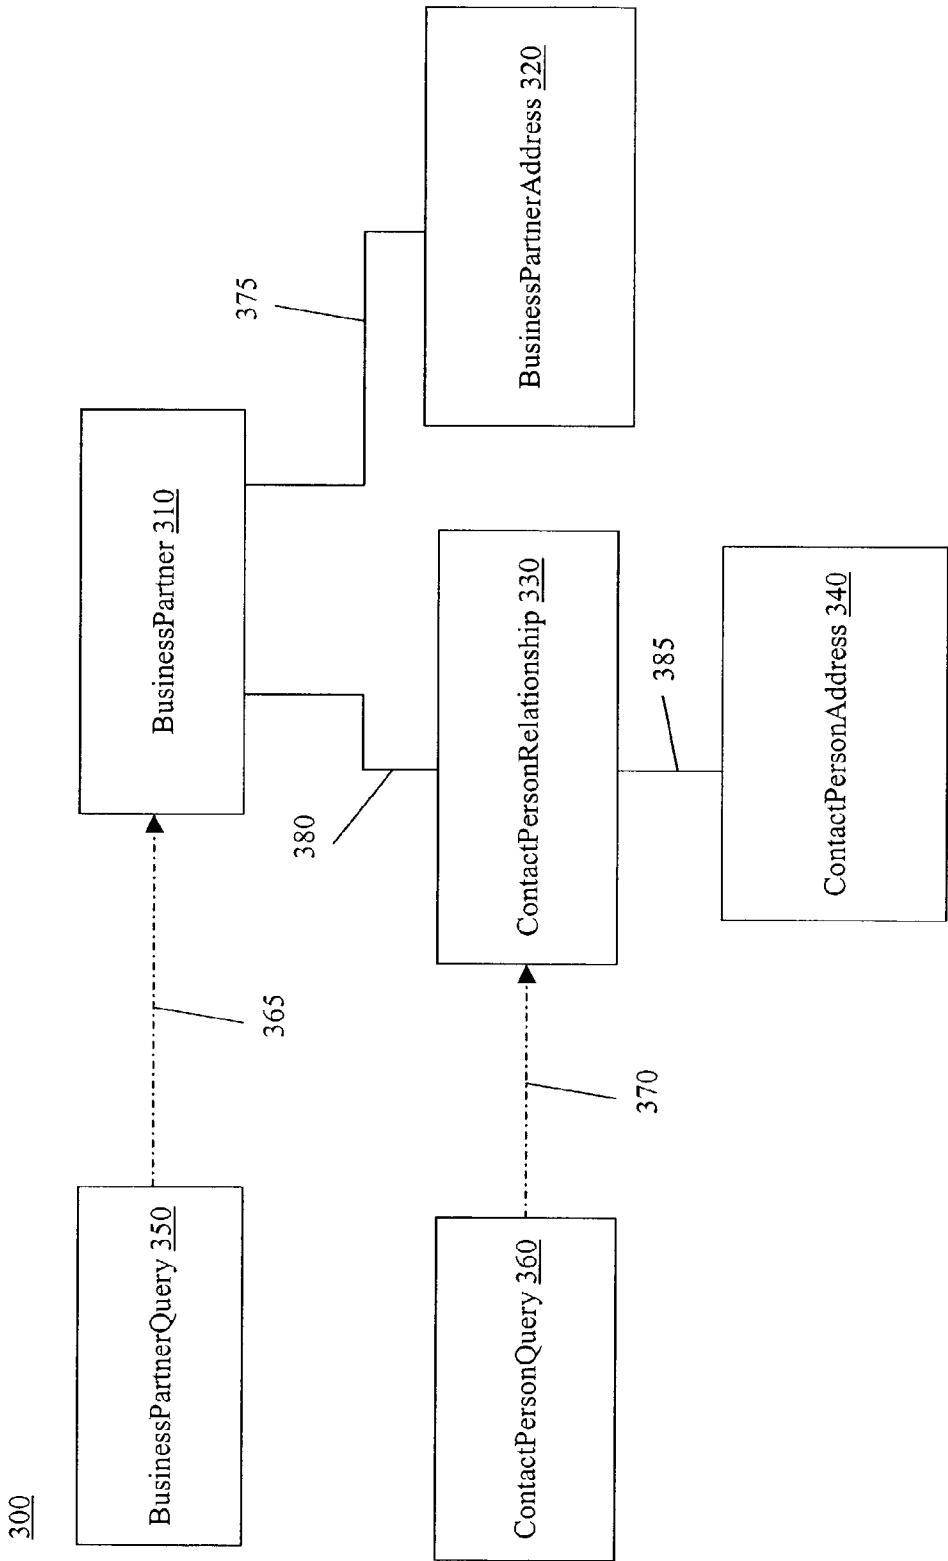 300
BusinessPartnerQuery 350
365
BusinessPartner 310
375
BusinessPartnerAddress 320
380
ContactPersonQuery 360
370
ContactPersonRelationship 330
385
ContactPersonAddress 340